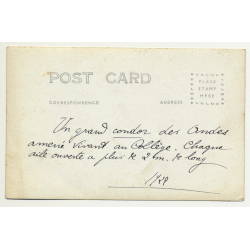 POST CARD
PLACE
STAMP
HERE
CORRESPONDENCE
ADDRESS
Un grand condor des Andes
amené vivant au Collège. Chaque
aile ouverte a plus de 2 m. de long